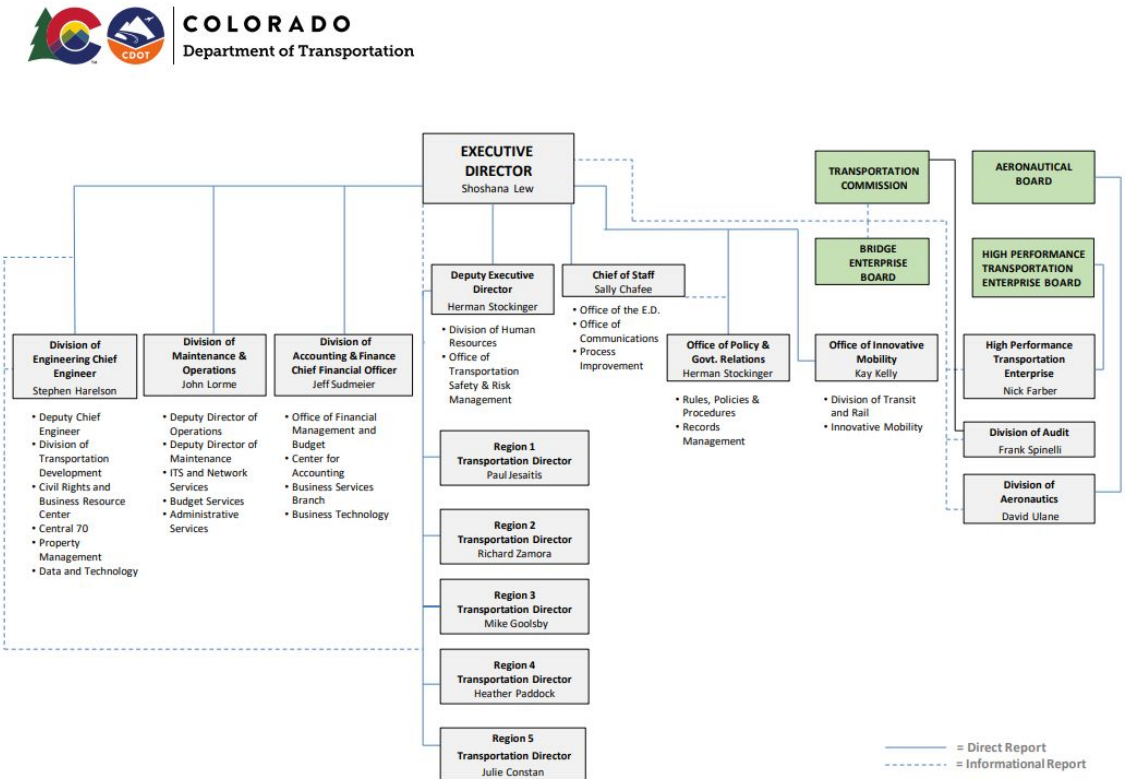 COLORADO
Department of Transportation
CDOT
TM
EXECUTIVE
DIRECTOR
Shoshana Lew
TRANSPORTATION
COMMISSION
AERONAUTICAL
BOARD
BRIDGE
ENTERPRISE
BOARD
HIGH PERFORMANCE
TRANSPORTATION
ENTERPRISE BOARD
Deputy Executive
Director
Herman Stockinger
• Division of Human
Resources
• Office of
Transportation
Safety & Risk
Management
Chief of Staff
Sally Chafee
• Office of the E.D.
• Office of
Communications
• Process
Improvement
Division of
Engineering Chief
Engineer
Stephen Harelson
• Deputy Chief
Engineer
• Division of
Transportation
Development
• Civil Rights and
Business Resource
Center
• Central 70
• Property
Management
• Data and Technology
Division of
Maintenance &
Operations
John Lorme
• Deputy Director of
Operations
• Deputy Director of
Maintenance
• ITS and Network
Services
• Budget Services
• Administrative
Services
Division of
Accounting & Finance
Chief Financial Officer
Jeff Sudmeier
• Office of Financial
Management and
Budget
• Center for
Accounting
• Business Services
Branch
• Business Technology
Office of Policy &
Govt. Relations
Herman Stockinger
• Rules, Policies &
Procedures
• Records
Management
Office of Innovative
Mobility
Kay Kelly
• Division of Transit
and Rail
• Innovative Mobility
High Performance
Transportation
Enterprise
Nick Farber
Division of Audit
Frank Spinelli
Division of
Aeronautics
David Ulane
Region 1
Transportation Director
Paul Jesaitis
Region 2
Transportation Director
Richard Zamora
Region 3
Transportation Director
Mike Goolsby
Region 4
Transportation Director
Heather Paddock
Region 5
Transportation Director
Julie Constan
= Direct Report
= Informational Report